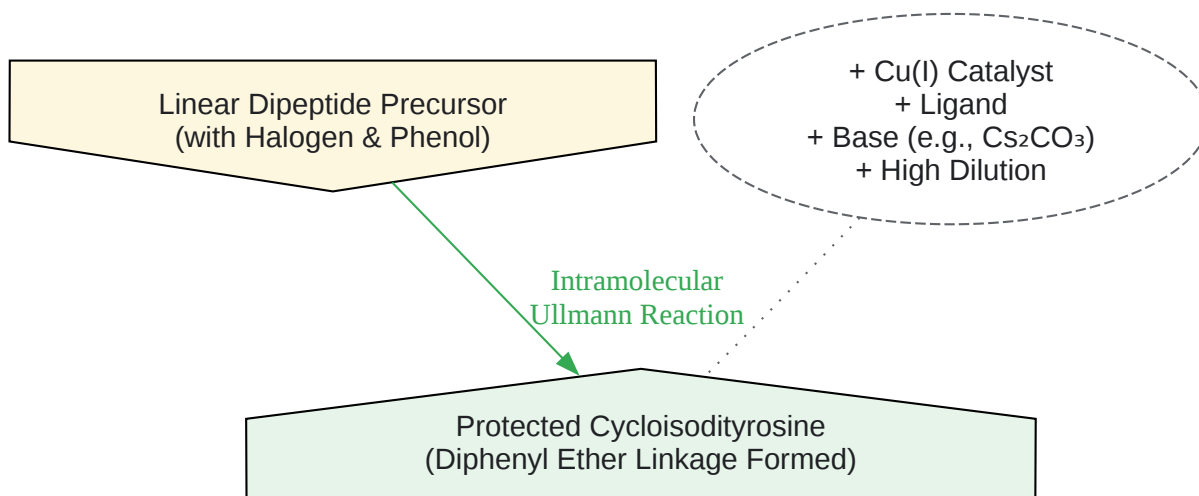 Linear Dipeptide Precursor
(with Halogen & Phenol)
+ Cu(I) Catalyst
+ Ligand
+ Base (e.g., Cs₂CO₃)
+ High Dilution
Intramolecular
Ullmann Reaction
Protected Cycloisodityrosine
(Diphenyl Ether Linkage Formed)